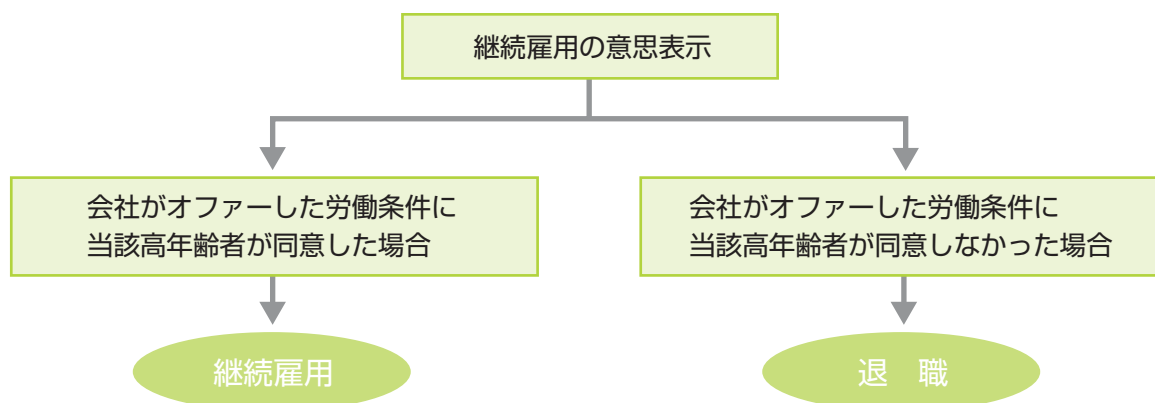 継続雇用の意思表示
会社がオファーした労働条件に
当該高年齢者が同意した場合
会社がオファーした労働条件に
当該高年齢者が同意しなかった場合
継続雇用
退　職